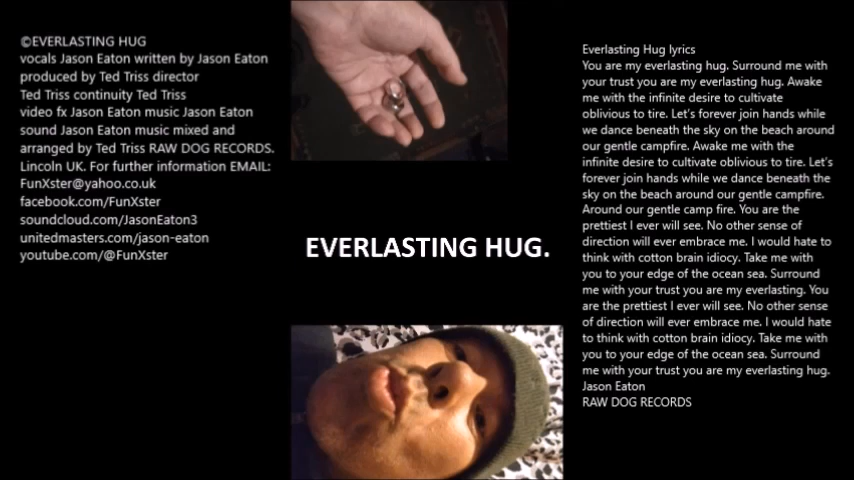 ©EVERLASTING HUG
vocals Jason Eaton written by Jason Eaton
produced by Ted Triss director
Ted Triss continuity Ted Triss
video fx Jason Eaton music Jason Eaton
sound Jason Eaton music mixed and
arranged by Ted Triss RAW DOG RECORDS.
Lincoln UK. For further information EMAIL:
FunXster@yahoo.co.uk
facebook.com/FunXster
soundcloud.com/JasonEaton3
unitedmasters.com/jason-eaton
youtube.com/@FunXster
EVERLASTING HUG.
Everlasting Hug lyrics
You are my everlasting hug. Surround me with
your trust you are my everlasting hug. Awake
me with the infinite desire to cultivate
oblivious to tire. Let's forever join hands while
we dance beneath the sky on the beach around
our gentle campfire. Awake me with the
infinite desire to cultivate oblivious to tire. Let's
forever join hands while we dance beneath the
sky on the beach around our gentle campfire.
Around our gentle camp fire. You are the
prettiest I ever will see. No other sense of
direction will ever embrace me. I would hate to
think with cotton brain idiocy. Take me with
you to your edge of the ocean sea. Surround
me with your trust you are my everlasting. You
are the prettiest I ever will see. No other sense
of direction will ever embrace me. I would hate
to think with cotton brain idiocy. Take me with
you to your edge of the ocean sea. Surround
me with your trust you are my everlasting hug.
Jason Eaton
RAW DOG RECORDS